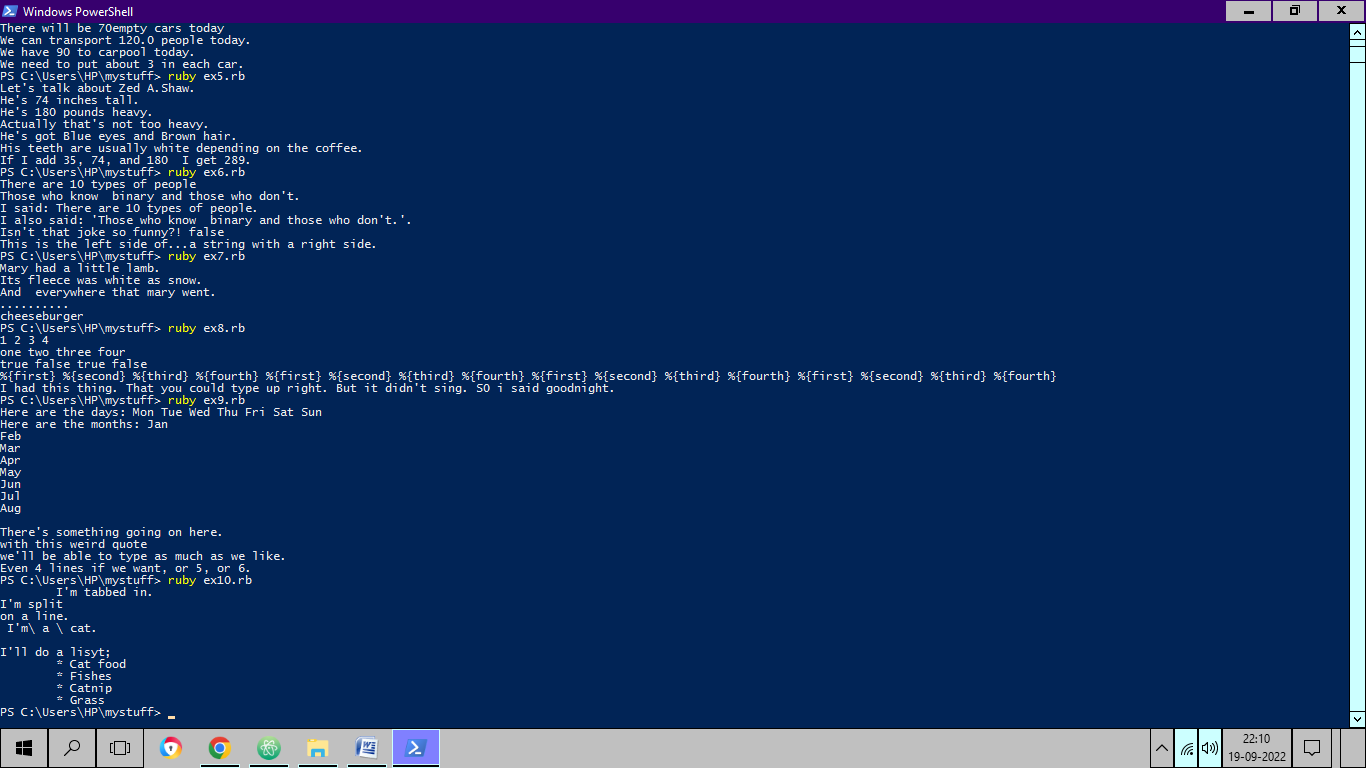 Windows PowerShell
There will be 70empty cars today
We can transport 120.0 people today.
We have 90 to carpool today.
We need to put about 3 in each car.
PS C:\Users\HP\mystuff> ruby ex5.rb
Let's talk about Zed A.Shaw.
He's 74 inches tall.
He's 180 pounds heavy.
Actually that's not too heavy.
He's got Blue eyes and Brown hair.
His teeth are usually white depending on the coffee.
If I add 35, 74, and 180  I get 289.
PS C:\Users\HP\mystuff> ruby ex6.rb
There are 10 types of people
Those who know  binary and those who don't.
I said: There are 10 types of people.
I also said: 'Those who know  binary and those who don't.'.
Isn't that joke so funny?! false
This is the left side of...a string with a right side.
PS C:\Users\HP\mystuff> ruby ex7.rb
Mary had a little lamb.
Its fleece was white as snow.
And  everywhere that mary went.
..........
cheeseburger
PS C:\Users\HP\mystuff> ruby ex8.rb
1 2 3 4
one two three four
true false true false
%{first} %{second} %{third} %{fourth} %{first} %{second} %{third} %{fourth} %{first} %{second} %{third} %{fourth} %{first} %{second} %{third} %{fourth}
I had this thing. That you could type up right. But it didn't sing. SO i said goodnight.
PS C:\Users\HP\mystuff> ruby ex9.rb
Here are the days: Mon Tue Wed Thu Fri Sat Sun
Here are the months: Jan
Feb
Mar
Apr
May
Jun
Jul
Aug
There's something going on here.
with this weird quote
we'll be able to type as much as we like.
Even 4 lines if we want, or 5, or 6.
PS C:\Users\HP\mystuff> ruby ex10.rb
        I'm tabbed in.
I'm split
on a line.
 I'm\ a \ cat.
I'll do a lisyt;
        * Cat food
        * Fishes
        * Catnip
        * Grass
PS C:\Users\HP\mystuff>
22:10
19-09-2022